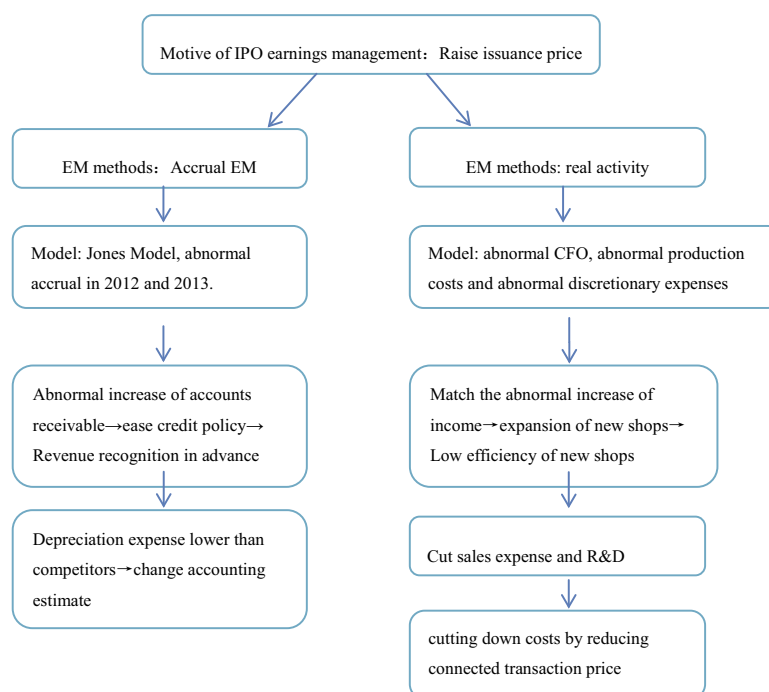 Motive of IPO earnings management：Raise issuance price
EM methods：Accrual EM
EM methods: real activity
Model: Jones Model, abnormal
accrual in 2012 and 2013.
Model: abnormal CFO, abnormal production
costs and abnormal discretionary expenses
Abnormal increase of accounts
receivable→ease credit policy→
Revenue recognition in advance
Match the abnormal increase of
income→expansion of new shops→
Low efficiency of new shops
Depreciation expense lower than
competitors→change accounting
estimate
Cut sales expense and R&D
cutting down costs by reducing
connected transaction price